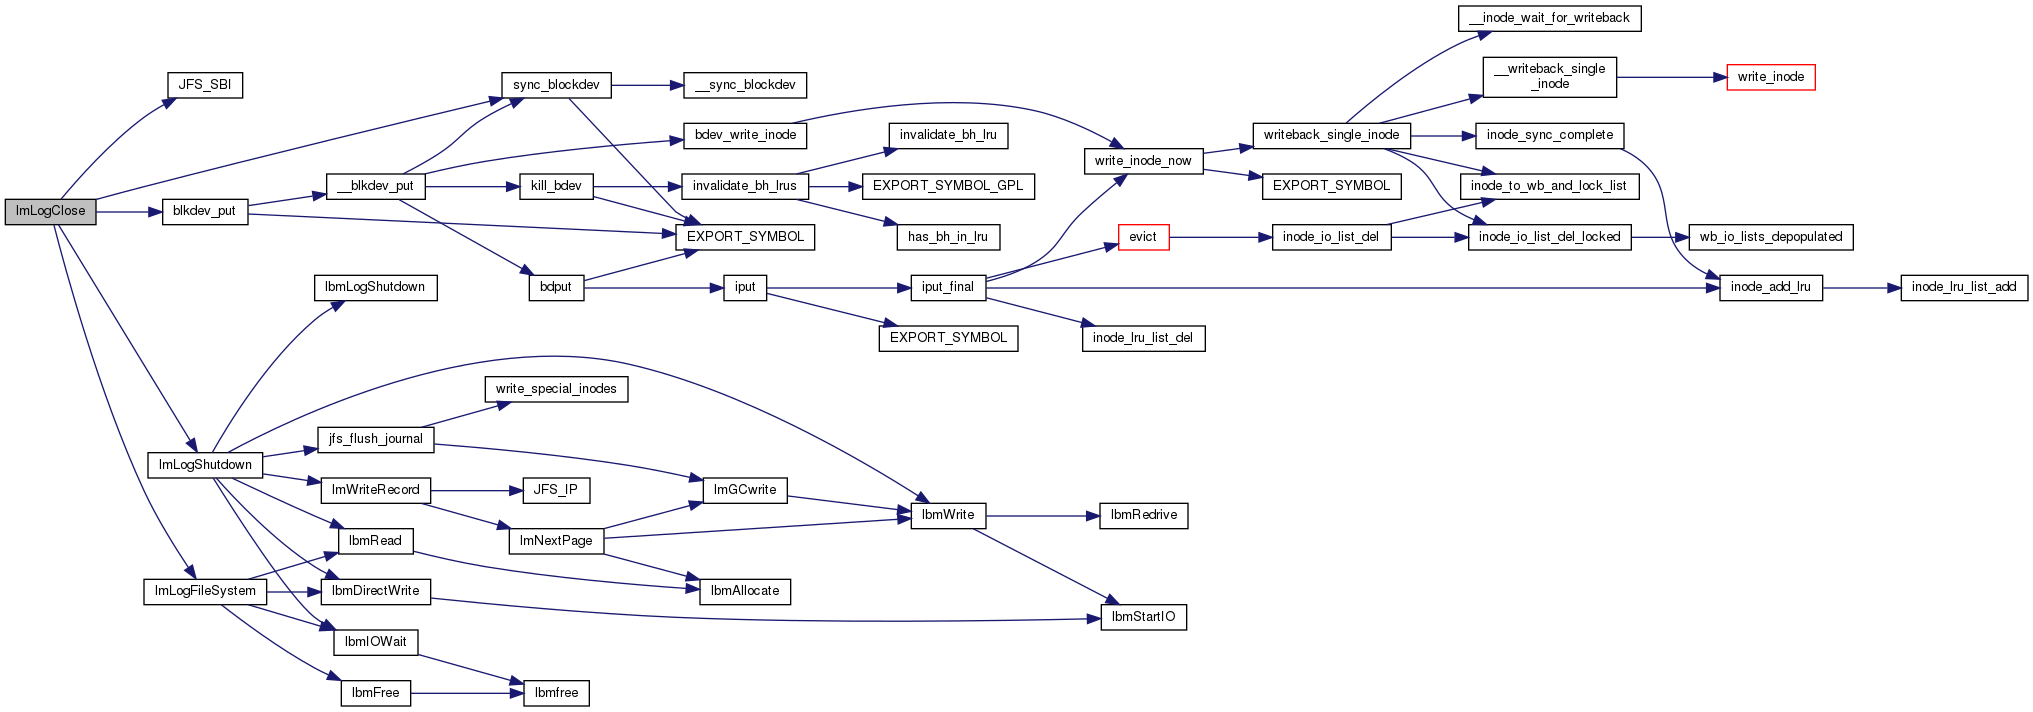 __inode_wait_for_writeback
JFS_SBI
sync_blockdev
__sync_blockdev
__writeback_single
_inode
write_inode
bdev_write_inode
invalidate_bh_lru
writeback_single_inode
inode_sync_complete
write_inode_now
__blkdev_put
kill_bdev
invalidate_bh_lrus
EXPORT_SYMBOL_GPL
EXPORT_SYMBOL
inode_to_wb_and_lock_list
lmLogClose
blkdev_put
EXPORT_SYMBOL
has_bh_in_lru
evict
inode_io_list_del
inode_io_list_del_locked
wb_io_lists_depopulated
lbmLogShutdown
bdput
iput
iput_final
inode_add_lru
inode_lru_list_add
EXPORT_SYMBOL
inode_lru_list_del
write_special_inodes
jfs_flush_journal
lmLogShutdown
lmWriteRecord
JFS_IP
lmGCwrite
lbmWrite
lbmRedrive
lbmRead
lmNextPage
lmLogFileSystem
lbmDirectWrite
lbmAllocate
lbmStartIO
lbmIOWait
lbmFree
lbmfree